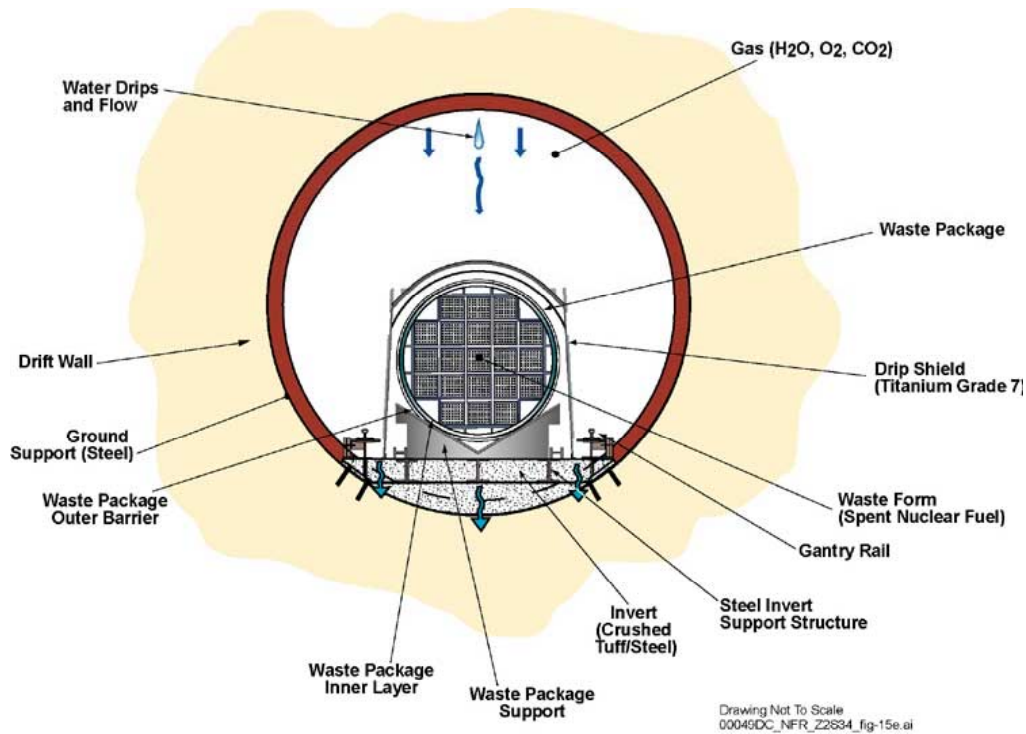 Gas (H2O, O2, CO2)
Water Drips
and Flow
Waste Package
Drift Wall
Drip Shield
(Titanium Grade 7)
Ground
Support (Steel)
Waste Package
Outer Barrier
Waste Form
(Spent Nuclear Fuel)
Gantry Rail
Steel Invert
Support Structure
Invert
(Crushed
Tuff/Steel)
Waste Package
Inner Layer
Waste Package
Support
Drawing Not To Scale
00049DC_NFR_Z2S34_fig-15e.ai